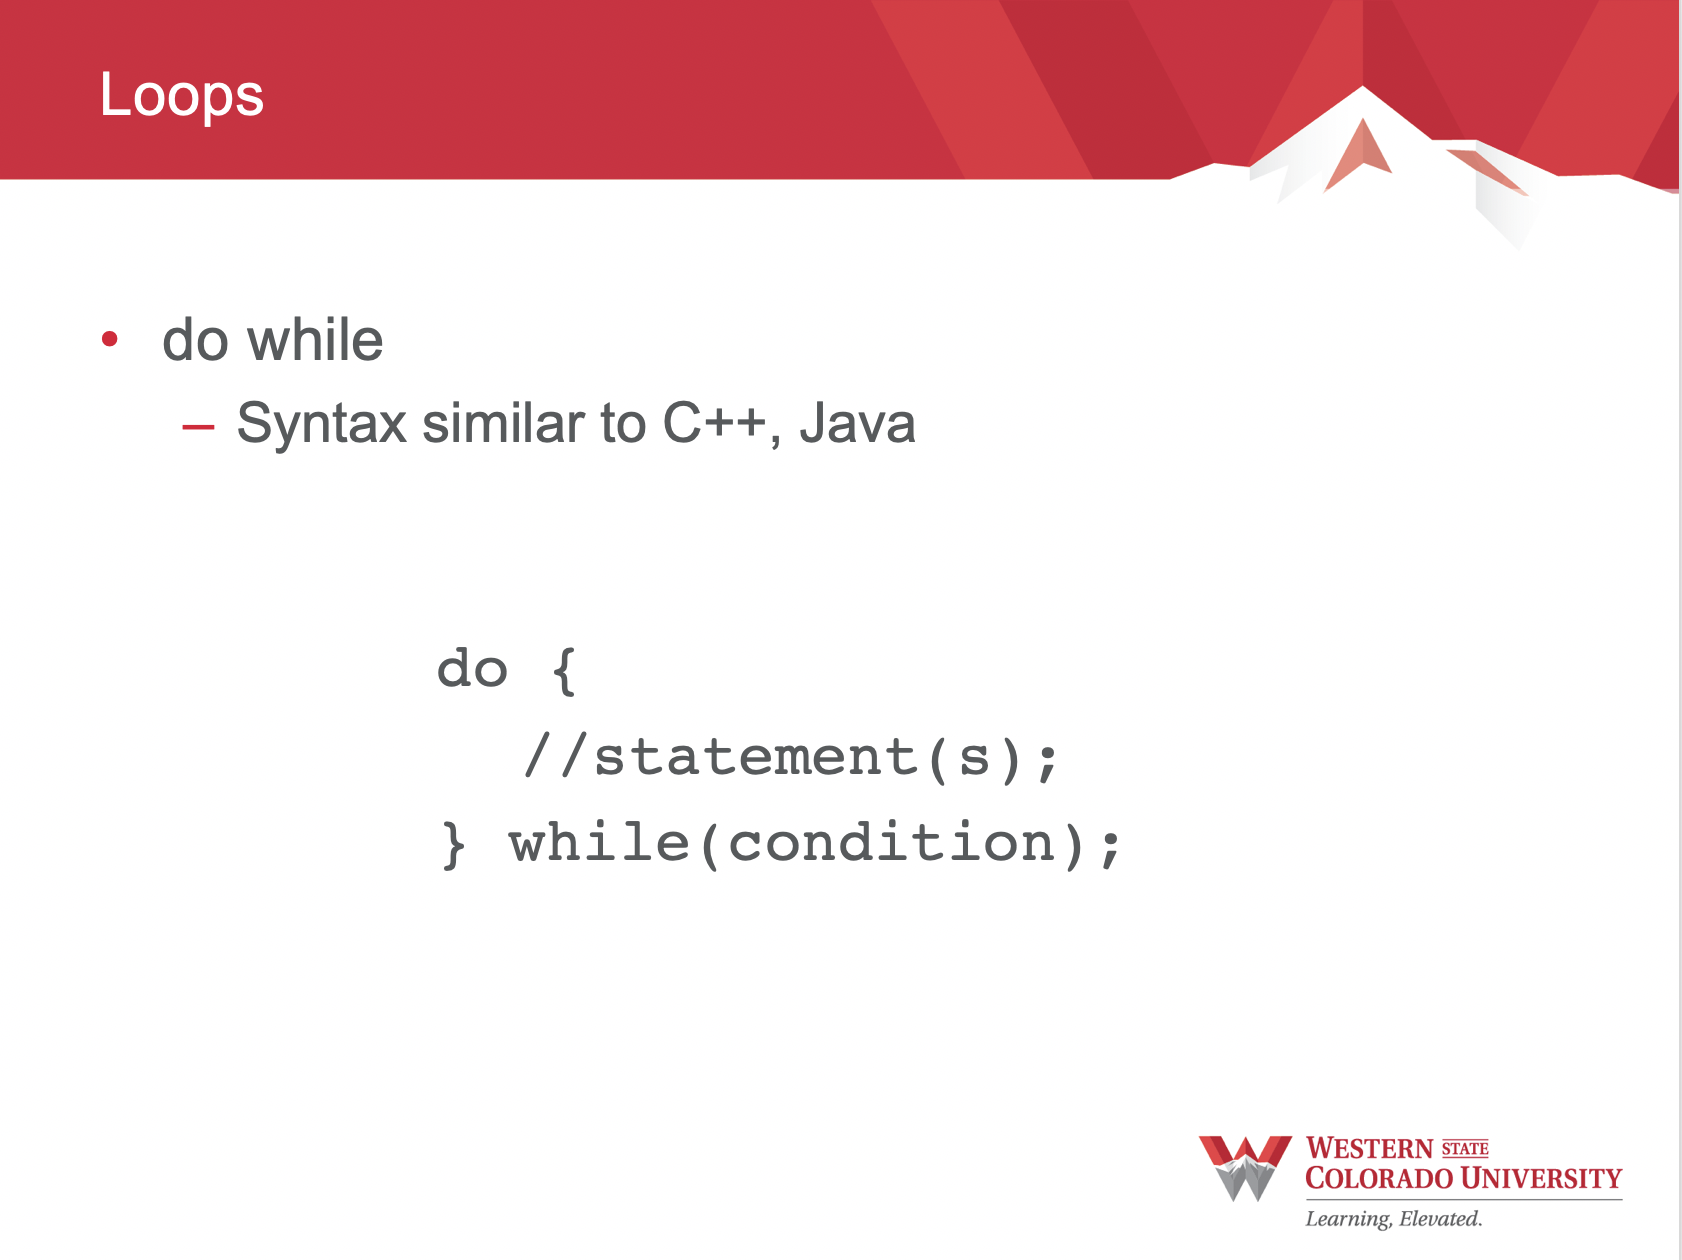 Loops
• do while
– Syntax similar to C++, Java
do {
//statement(s);
} while(condition);
WESTERN STATE
COLORADO UNIVERSITY
Learning, Elevated.